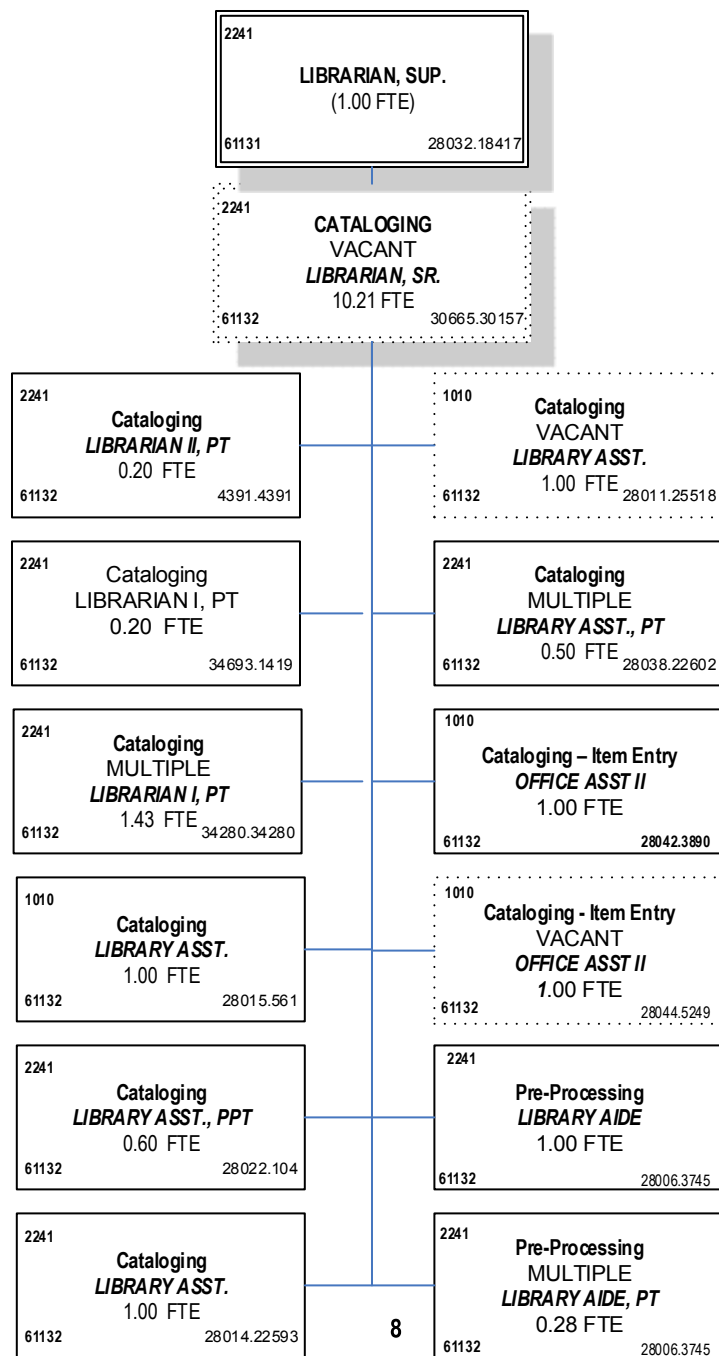 2241
LIBRARIAN, SUP.
(1.00 FTE)
61131 28032.18417
2241
CATALOGING
VACANT
LIBRARIAN, SR.
10.21 FTE
61132 30665.30157
2241
Cataloging
LIBRARIAN II, PT
0.20 FTE
61132 4391.4391
1010
Cataloging
VACANT
LIBRARY ASST.
1.00 FTE
61132 28011.25518
2241
Cataloging
LIBRARIAN I, PT
0.20 FTE
61132 34693.1419
2241
Cataloging
MULTIPLE
LIBRARY ASST., PT
0.50 FTE
61132 28038.22602
2241
Cataloging
MULTIPLE
LIBRARIAN I, PT
1.43 FTE
61132 34280.34280
1010
Cataloging – Item Entry
OFFICE ASST II
1.00 FTE
61132 28042.3890
1010
Cataloging
LIBRARY ASST.
1.00 FTE
61132 28015.561
1010
Cataloging - Item Entry
VACANT
OFFICE ASST II
1.00 FTE
61132 28044.5249
2241
Cataloging
LIBRARY ASST., PPT
0.60 FTE
61132 28022.104
2241
Pre-Processing
LIBRARY AIDE
1.00 FTE
61132 28006.3745
2241
Cataloging
LIBRARY ASST.
1.00 FTE
61132 28014.22593
2241
Pre-Processing
MULTIPLE
LIBRARY AIDE, PT
0.28 FTE
61132 28006.3745
8